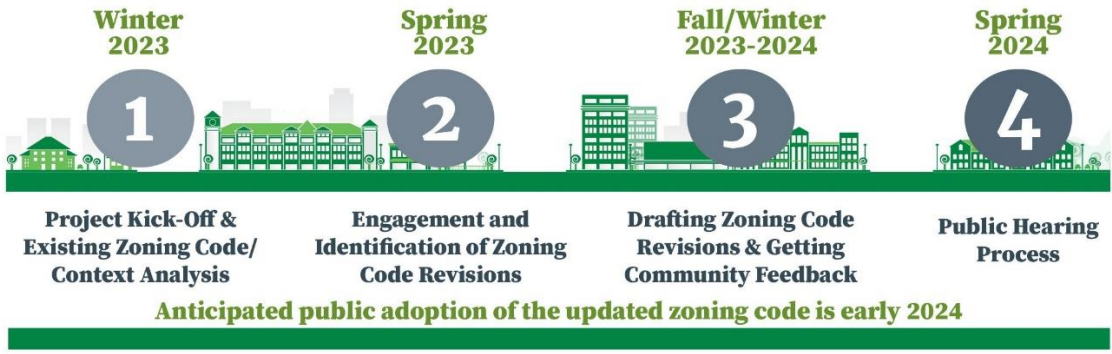 Winter
2023
1
Project Kick-Off &
Existing Zoning Code/
Context Analysis
Spring
2023
2
Engagement and
Identification of Zoning
Code Revisions
Fall/Winter
2023-2024
3
Drafting Zoning Code
Revisions & Getting
Community Feedback
Spring
2024
4
Public Hearing
Process
Anticipated public adoption of the updated zoning code is early 2024